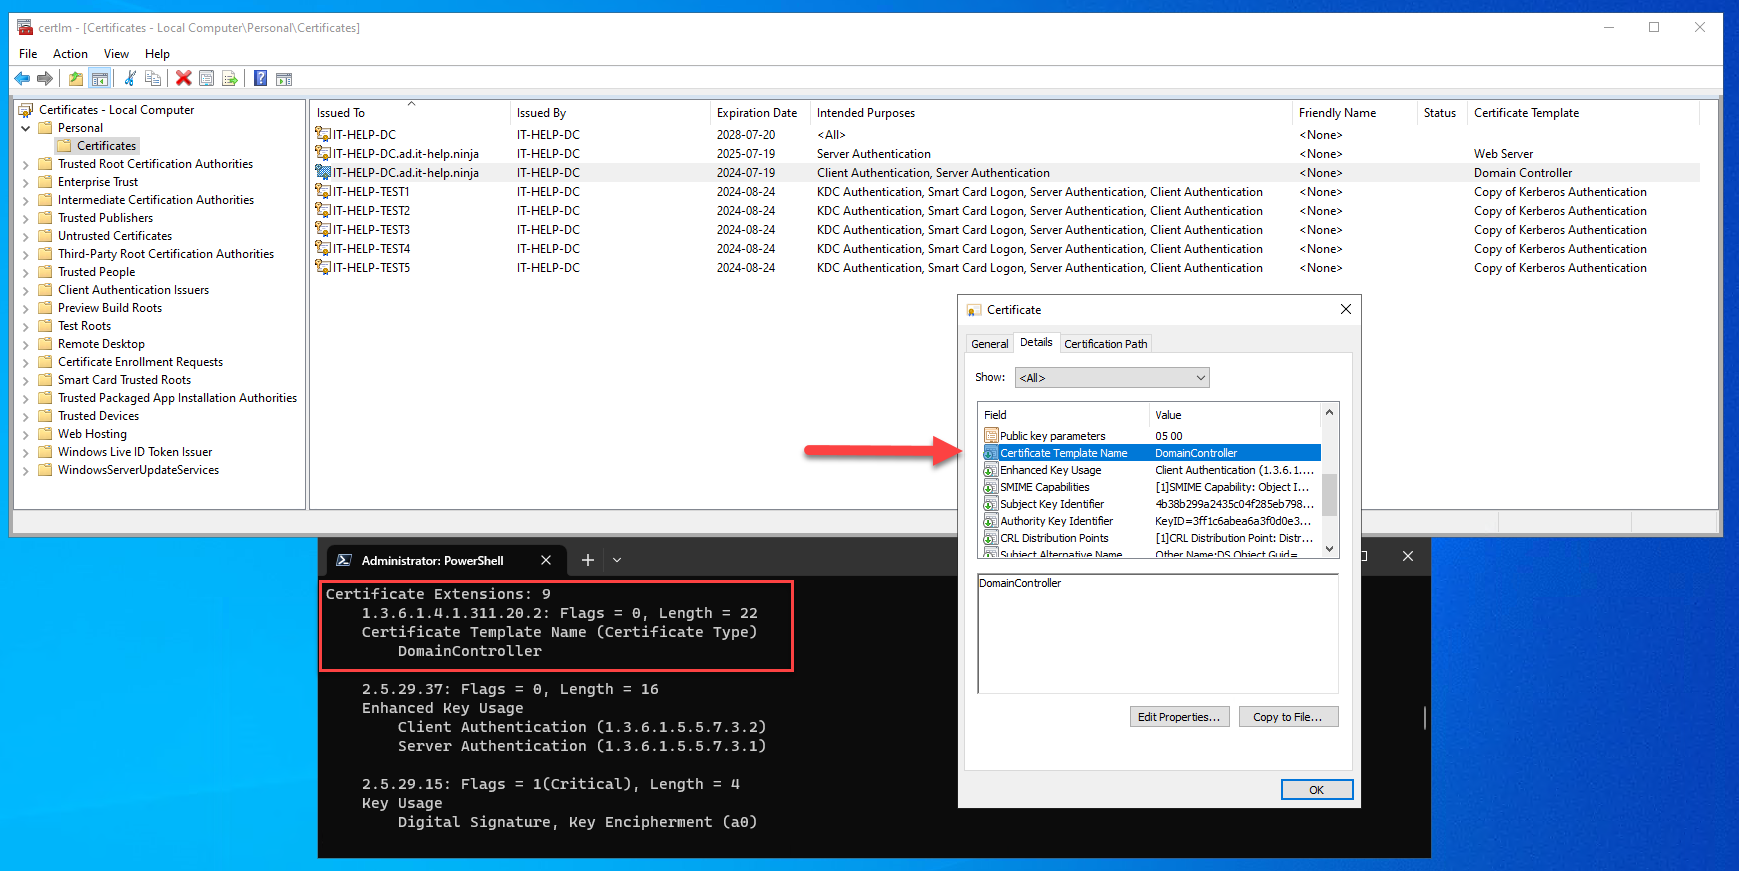 certlm - [Certificates - Local Computer\Personal\Certificates]
File Action View Help
Certificates - Local Computer
Personal
Certificates
Trusted Root Certification Authorities
Enterprise Trust
Intermediate Certification Authorities
Trusted Publishers
Untrusted Certificates
Third-Party Root Certification Authorities
Trusted People
Client Authentication Issuers
Preview Build Roots
Test Roots
Remote Desktop
Certificate Enrollment Requests
Smart Card Trusted Roots
Trusted Packaged App Installation Authorities
Trusted Devices
Web Hosting
Windows Live ID Token Issuer
WindowsServerUpdateServices
Issued To Issued By Expiration Date Intended Purposes Friendly Name Status Certificate Template
IT-HELP-DC IT-HELP-DC 2028-07-20 <All> <None>
IT-HELP-DC.ad.it-help.ninja IT-HELP-DC 2025-07-19 Server Authentication <None> Web Server
IT-HELP-DC.ad.it-help.ninja IT-HELP-DC 2024-07-19 Client Authentication, Server Authentication <None> Domain Controller
IT-HELP-TEST1 IT-HELP-DC 2024-08-24 KDC Authentication, Smart Card Logon, Server Authentication, Client Authentication <None> Copy of Kerberos Authentication
IT-HELP-TEST2 IT-HELP-DC 2024-08-24 KDC Authentication, Smart Card Logon, Server Authentication, Client Authentication <None> Copy of Kerberos Authentication
IT-HELP-TEST3 IT-HELP-DC 2024-08-24 KDC Authentication, Smart Card Logon, Server Authentication, Client Authentication <None> Copy of Kerberos Authentication
IT-HELP-TEST4 IT-HELP-DC 2024-08-24 KDC Authentication, Smart Card Logon, Server Authentication, Client Authentication <None> Copy of Kerberos Authentication
IT-HELP-TEST5 IT-HELP-DC 2024-08-24 KDC Authentication, Smart Card Logon, Server Authentication, Client Authentication <None> Copy of Kerberos Authentication
Certificate
General Details Certification Path
Show: <All>
Field Value
Public key parameters 05 00
Certificate Template Name DomainController
Enhanced Key Usage Client Authentication (1.3.6.1....
SMIME Capabilities [1]SMIME Capability: Object I...
Subject Key Identifier 4b38b299a2435c04f285eb798...
Authority Key Identifier KeyID=3ff1c6abea6a3f0d0e3...
CRL Distribution Points [1]CRL Distribution Point: Distr...
Subject Alternative Name Other Name:DS Object Guid=
DomainController
Edit Properties... Copy to File...
OK
Administrator: PowerShell
Certificate Extensions: 9
1.3.6.1.4.1.311.20.2: Flags = 0, Length = 22
Certificate Template Name (Certificate Type)
DomainController
2.5.29.37: Flags = 0, Length = 16
Enhanced Key Usage
Client Authentication (1.3.6.1.5.5.7.3.2)
Server Authentication (1.3.6.1.5.5.7.3.1)
2.5.29.15: Flags = 1(Critical), Length = 4
Key Usage
Digital Signature, Key Encipherment (a0)